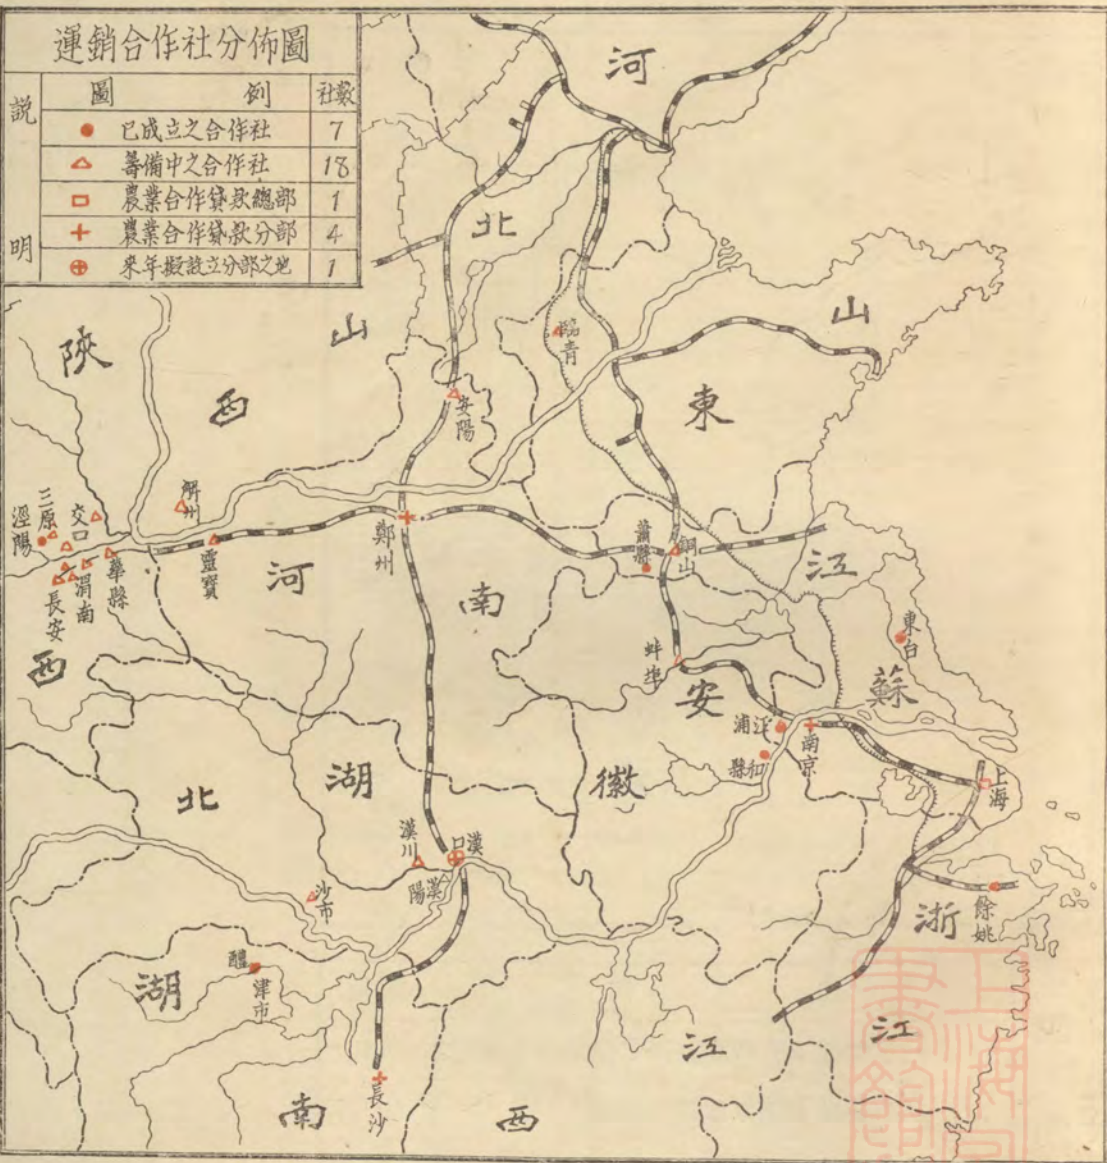 運銷合作社分佈圖
說明
圖例 社數
已成立之合作社 7
籌備中之合作社 18
農業合作貸款總部 1
農業合作貸款分部 4
來年擬設立分部之地 1
河
北
山
西
山
東
陝
西
河
南
江
蘇
安
徽
湖
北
湖
南
江
西
浙
江
臨青
安陽
鄭州
解州
靈寶
三原
涇陽
交口
華縣
渭南
長安
蕭縣
銅山
蚌埠
東台
江浦
和縣
南京
上海
餘姚
漢川
漢口
漢陽
沙市
醴
津市
長沙